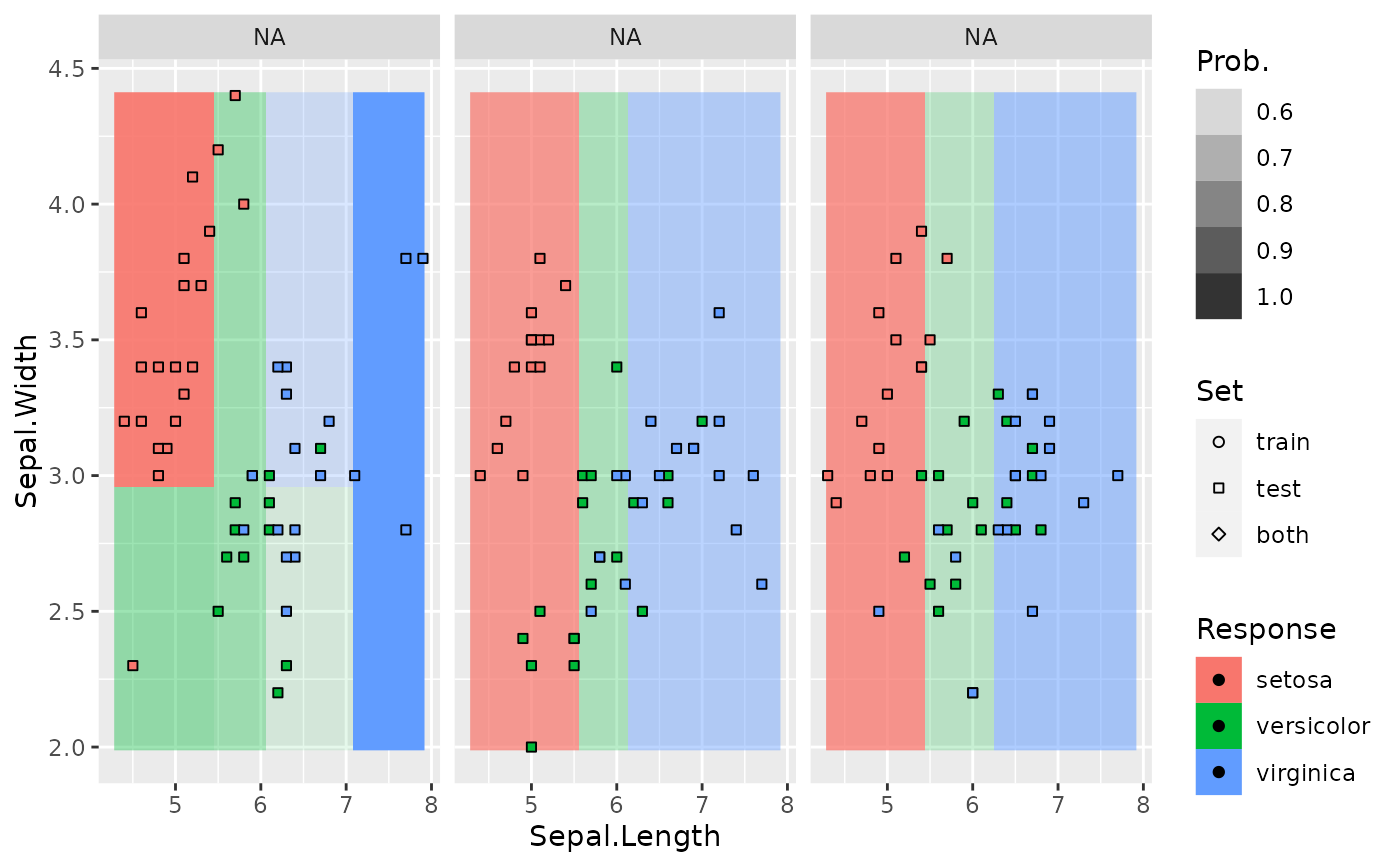 NA NA NA
4.5
4.0
3.5
3.0
2.5
2.0
Sepal.Width
5 6 7 8 5 6 7 8 5 6 7 8
Sepal.Length
Prob.
0.6
0.7
0.8
0.9
1.0
Set
train
test
both
Response
setosa
versicolor
virginica